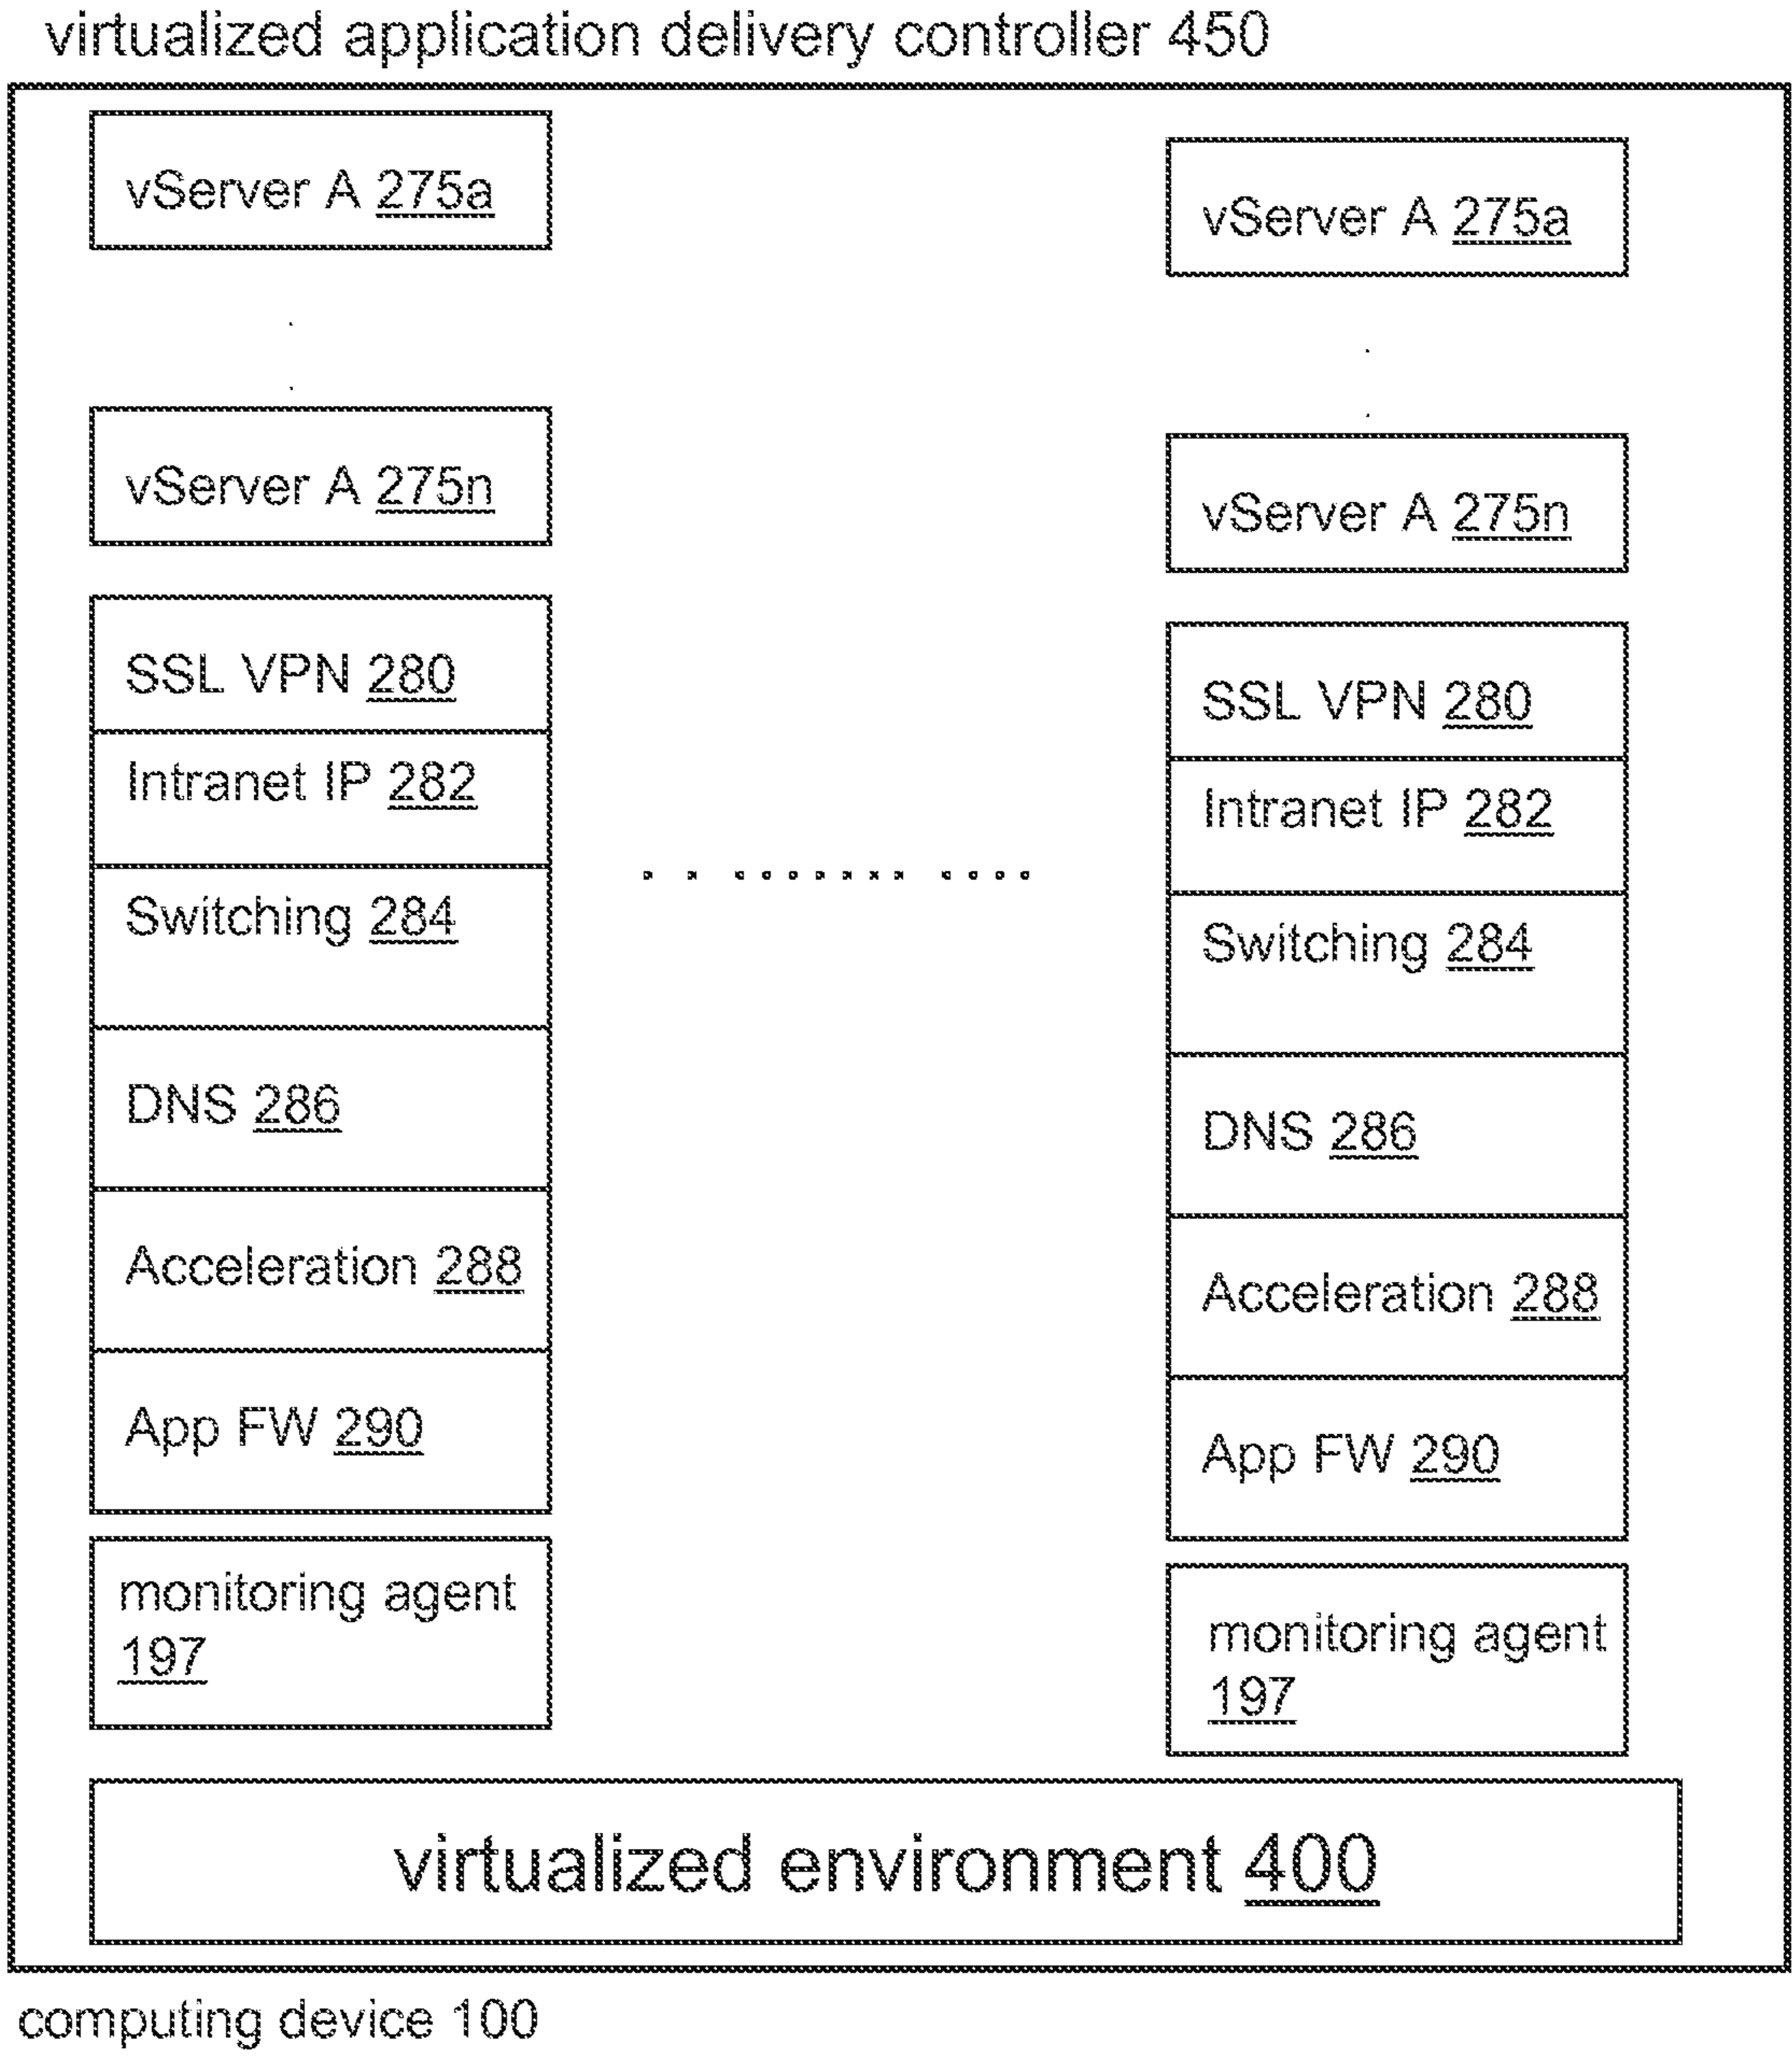 virtualized application delivery controller 450
vServer A 275a
vServer A 275n
SSL VPN 280
Intranet IP 282
Switching 284
DNS 286
Acceleration 288
App FW 290
monitoring agent
197
vServer A 275a
vServer A 275n
SSL VPN 280
Intranet IP 282
Switching 284
DNS 286
Acceleration 288
App FW 290
monitoring agent
197
virtualized environment 400
computing device 100